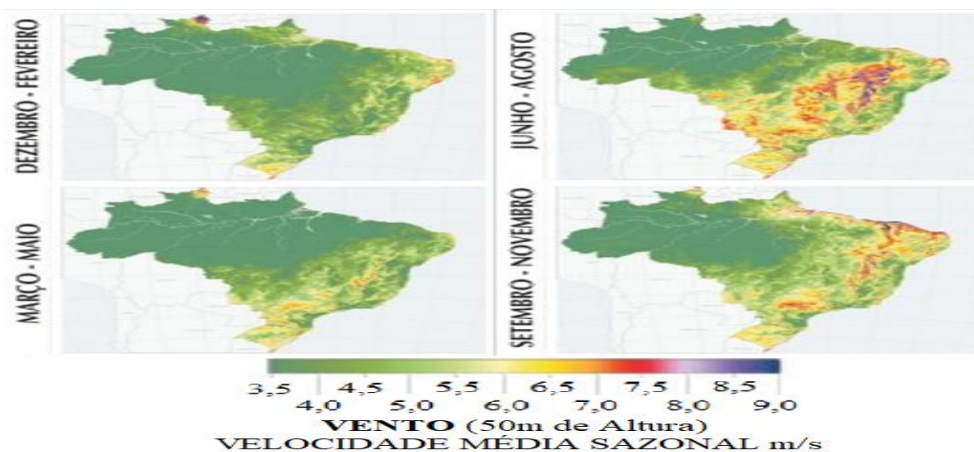 DEZEMBRO - FEVEREIRO
JUNHO - AGOSTO
MARÇO - MAIO
SETEMBRO - NOVEMBRO
3,5 4,5 5,5 6,5 7,5 8,5
4,0 5,0 6,0 7,0 8,0 9,0
VENTO (50m de Altura)
VELOCIDADE MÉDIA SAZONAL m/s